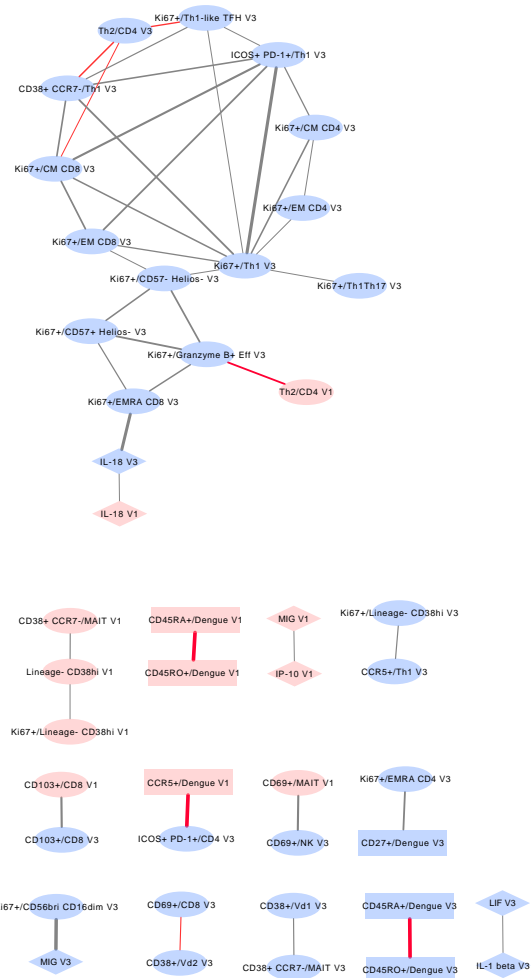 Ki67+/Th1-like TFH V3
Th2/CD4 V3
ICOS+ PD-1+/Th1 V3
CD38+ CCR7-/Th1 V3
Ki67+/CM CD4 V3
Ki67+/CM CD8 V3
Ki67+/EM CD4 V3
Ki67+/EM CD8 V3
Ki67+/Th1 V3
Ki67+/CD57- Helios- V3
Ki67+/Th1Th17 V3
Ki67+/CD57+ Helios- V3
Ki67+/Granzyme B+ Eff V3
Th2/CD4 V1
Ki67+/EMRA CD8 V3
IL-18 V3
IL-18 V1
Ki67+/Lineage- CD38hi V3
CD38+ CCR7-/MAIT V1
CD45RA+/Dengue V1
MIG V1
Lineage- CD38hi V1
CD45RO+/Dengue V1
IP-10 V1
CCR5+/Th1 V3
Ki67+/Lineage- CD38hi V1
CD103+/CD8 V1
CCR5+/Dengue V1
CD69+/MAIT V1
Ki67+/EMRA CD4 V3
CD103+/CD8 V3
ICOS+ PD-1+/CD4 V3
CD69+/NK V3
CD27+/Dengue V3
Ki67+/CD56bri CD16dim V3
CD69+/CD8 V3
CD38+/Vd1 V3
CD45RA+/Dengue V3
LIF V3
MIG V3
CD38+/Vd2 V3
CD38+ CCR7-/MAIT V3
CD45RO+/Dengue V3
IL-1 beta V3